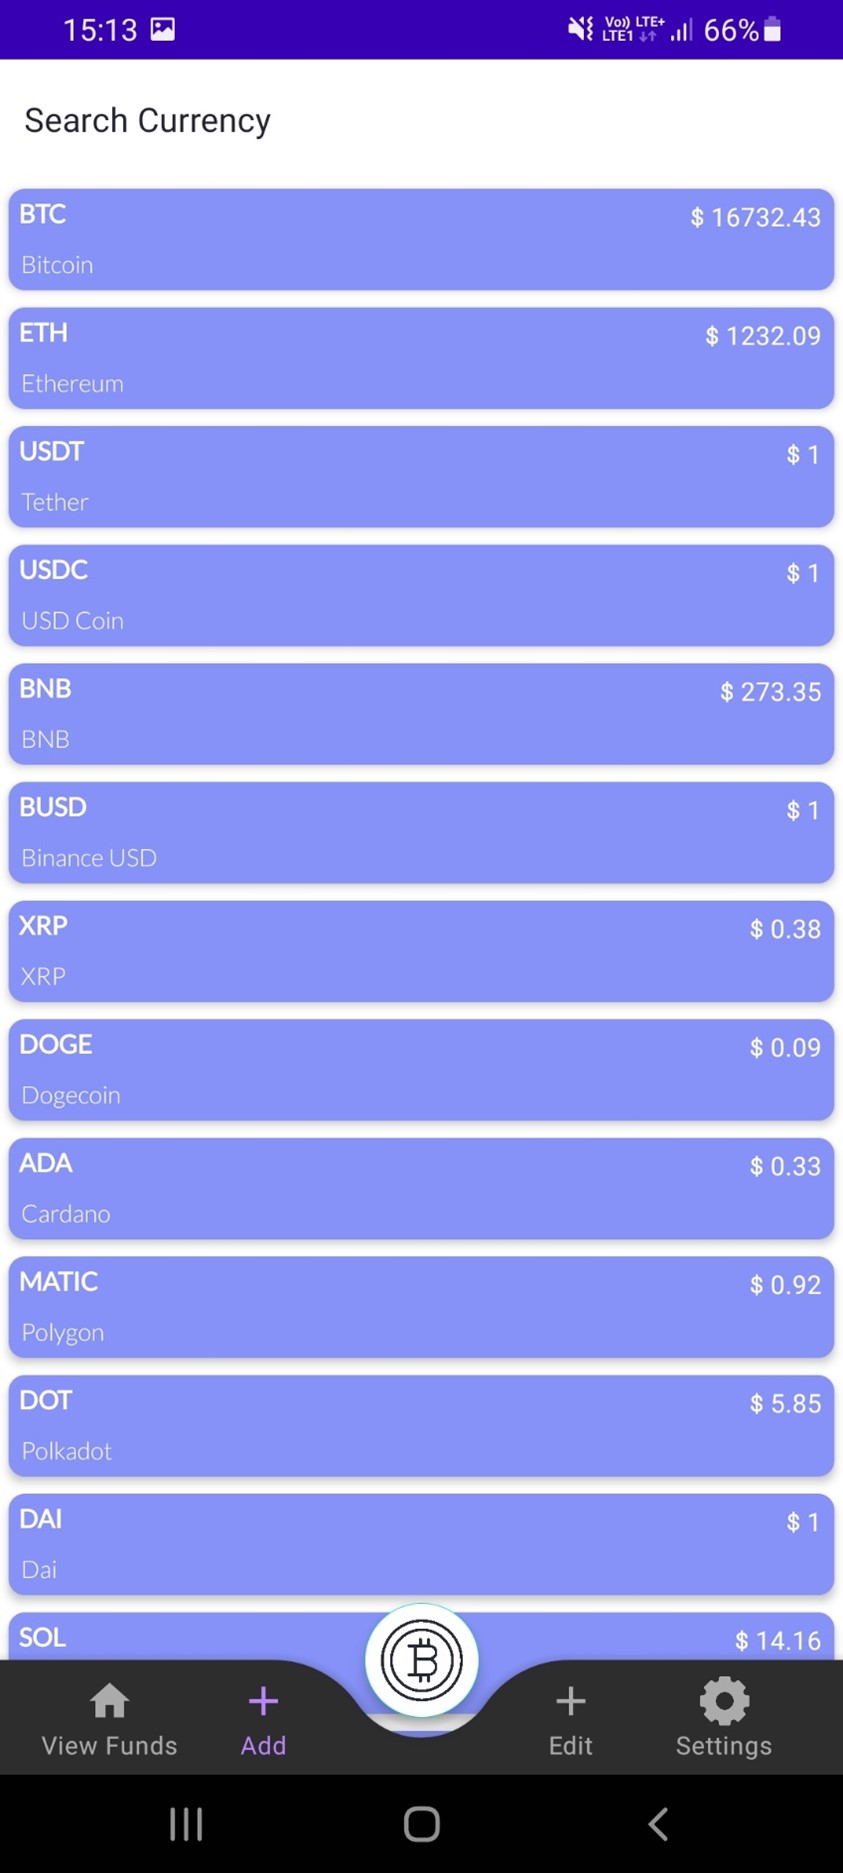 15:13
Vo)) LTE+
LTE1
66%
Search Currency
BTC
$ 16732.43
Bitcoin
ETH
$ 1232.09
Ethereum
USDT
$ 1
Tether
USDC
$ 1
USD Coin
BNB
$ 273.35
BNB
BUSD
$ 1
Binance USD
XRP
$ 0.38
XRP
DOGE
$ 0.09
Dogecoin
ADA
$ 0.33
Cardano
MATIC
$ 0.92
Polygon
DOT
$ 5.85
Polkadot
DAI
$ 1
Dai
SOL
$ 14.16
View Funds
Add
Edit
Settings